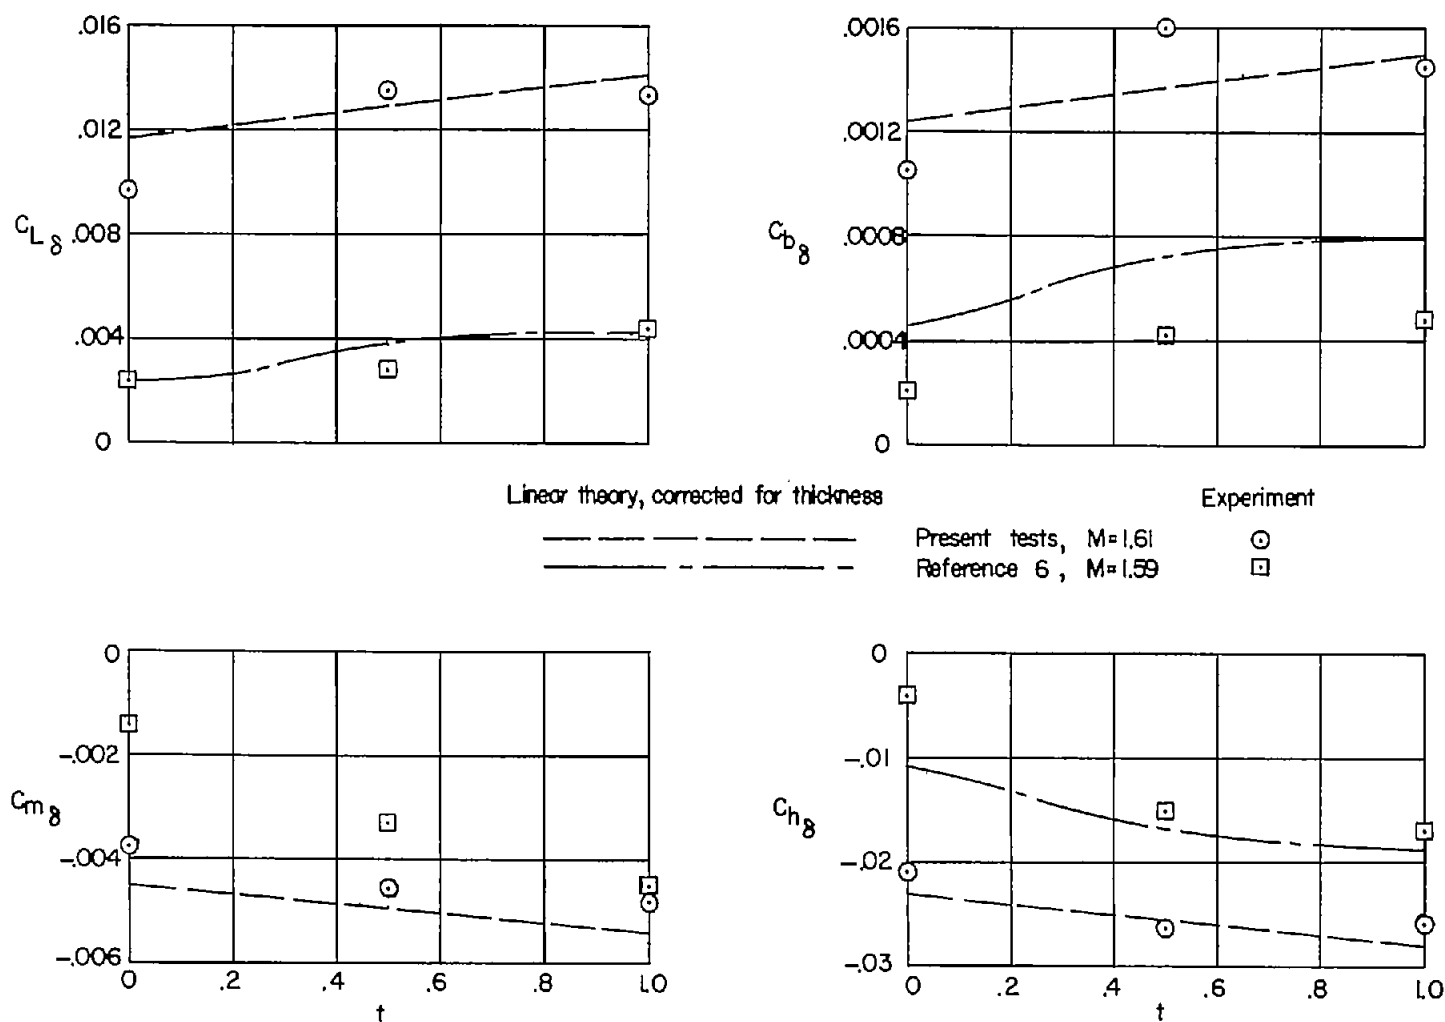 .016
.012
C_Lδ .008
.004
0
.0016
.0012
C_bδ .0008
.0004
0
Linear theory, corrected for thickness Experiment
Present tests, M=1.61
Reference 6, M=1.59
0
-.002
C_mδ
-.004
-.006
0 .2 .4 .6 .8 1.0
t
0
-.01
C_hδ
-.02
-.03
0 .2 .4 .6 .8 1.0
t